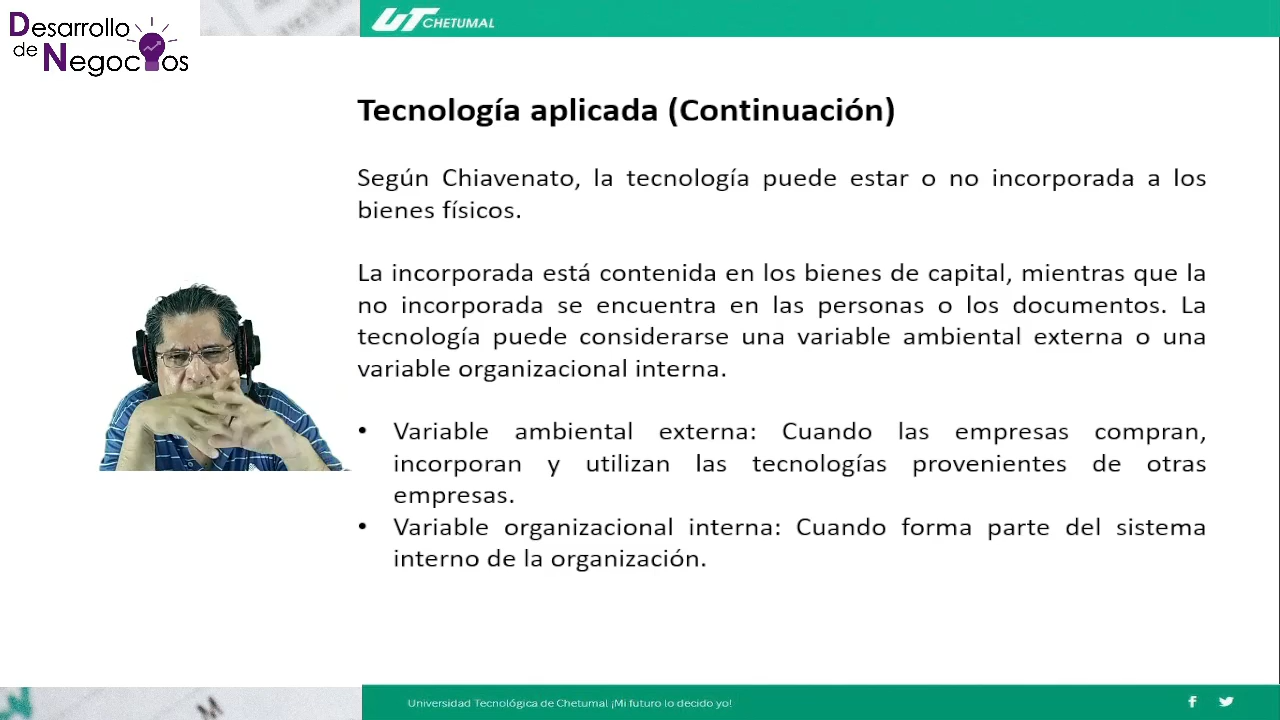 Desarrollo
de Negocios
UT CHETUMAL
Tecnología aplicada (Continuación)
Según Chiavenato, la tecnología puede estar o no incorporada a los
bienes físicos.
La incorporada está contenida en los bienes de capital, mientras que la
no incorporada se encuentra en las personas o los documentos. La
tecnología puede considerarse una variable ambiental externa o una
variable organizacional interna.
• Variable ambiental externa: Cuando las empresas compran,
incorporan y utilizan las tecnologías provenientes de otras
empresas.
• Variable organizacional interna: Cuando forma parte del sistema
interno de la organización.
Universidad Tecnológica de Chetumal ¡Mi futuro lo decido yo!